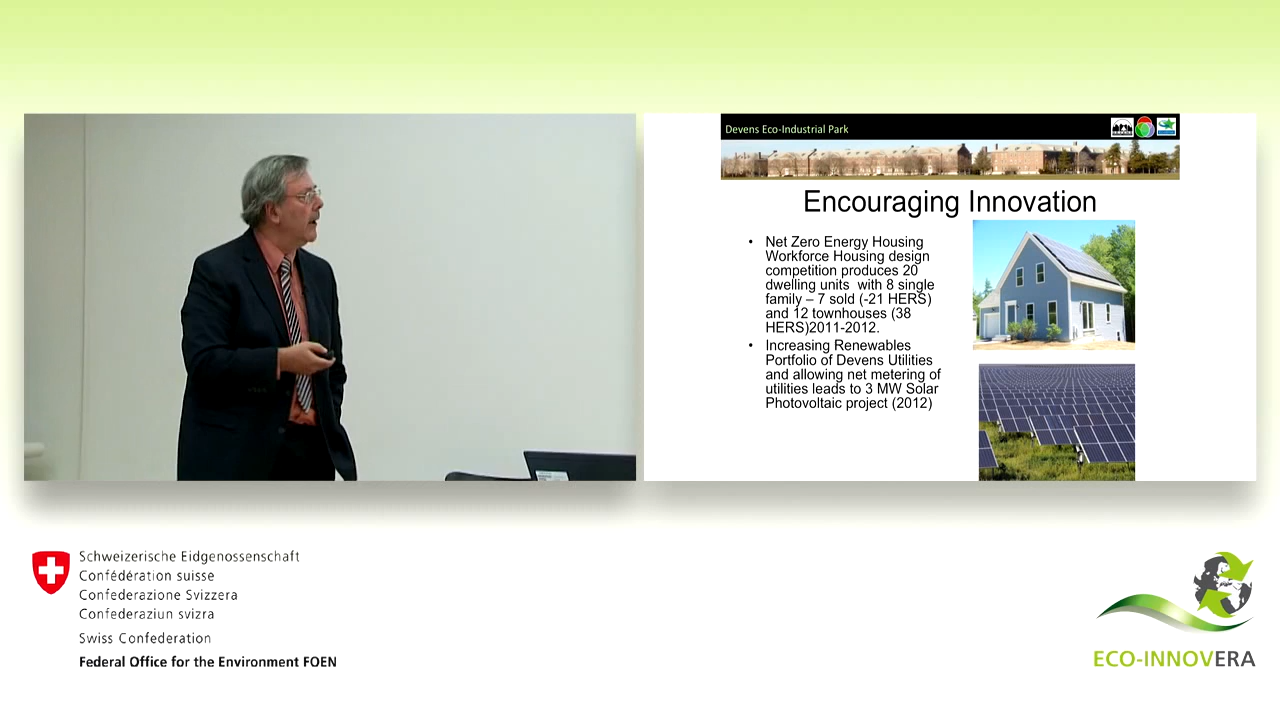 Devens Eco-Industrial Park
Encouraging Innovation
• Net Zero Energy Housing
Workforce Housing design
competition produces 20
dwelling units with 8 single
family – 7 sold (-21 HERS)
and 12 townhouses (38
HERS)2011-2012.
• Increasing Renewables
Portfolio of Devens Utilities
and allowing net metering of
utilities leads to 3 MW Solar
Photovoltaic project (2012)
Schweizerische Eidgenossenschaft
Confédération suisse
Confederazione Svizzera
Confederaziun svizra
Swiss Confederation
Federal Office for the Environment FOEN
ECO-INNOVERA